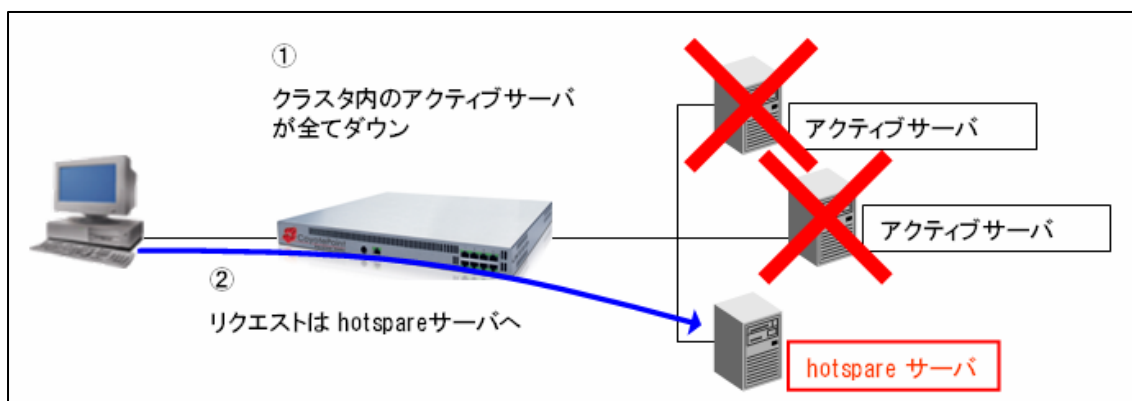 ①
クラスタ内のアクティブサーバ
が全てダウン
アクティブサーバ
アクティブサーバ
CoyotePoint
②
リクエストは hotspareサーバへ
hotspare サーバ